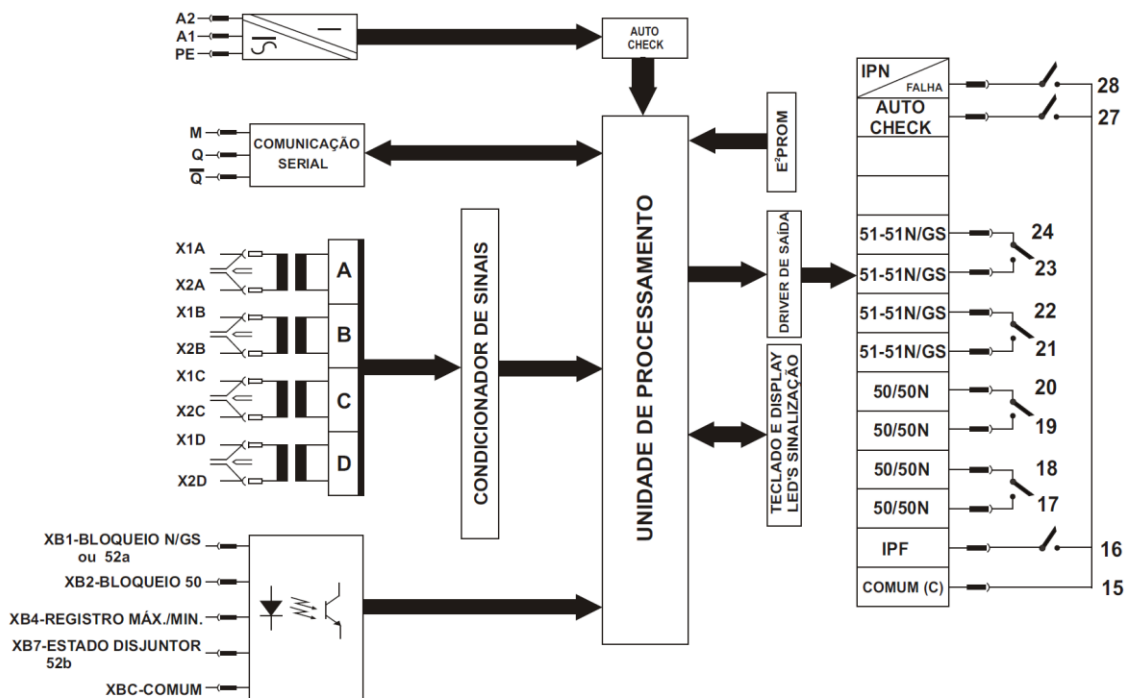 A2
A1
PE
AUTO
CHECK
M
Q
Q̅
COMUNICAÇÃO
SERIAL
X1A
X2A
X1B
X2B
X1C
X2C
X1D
X2D
A
B
C
D
CONDICIONADOR DE SINAIS
XB1-BLOQUEIO N/GS
ou 52a
XB2-BLOQUEIO 50
XB4-REGISTRO MÁX./MIN.
XB7-ESTADO DISJUNTOR
52b
XBC-COMUM
UNIDADE DE PROCESSAMENTO
E²PROM
DRIVER DE SAÍDA
TECLADO E DISPLAY
LED'S SINALIZAÇÃO
IPN
FALHA
28
AUTO
CHECK
27
51-51N/GS
24
51-51N/GS
23
51-51N/GS
22
51-51N/GS
21
50/50N
20
50/50N
19
50/50N
18
50/50N
17
IPF
16
COMUM (C)
15